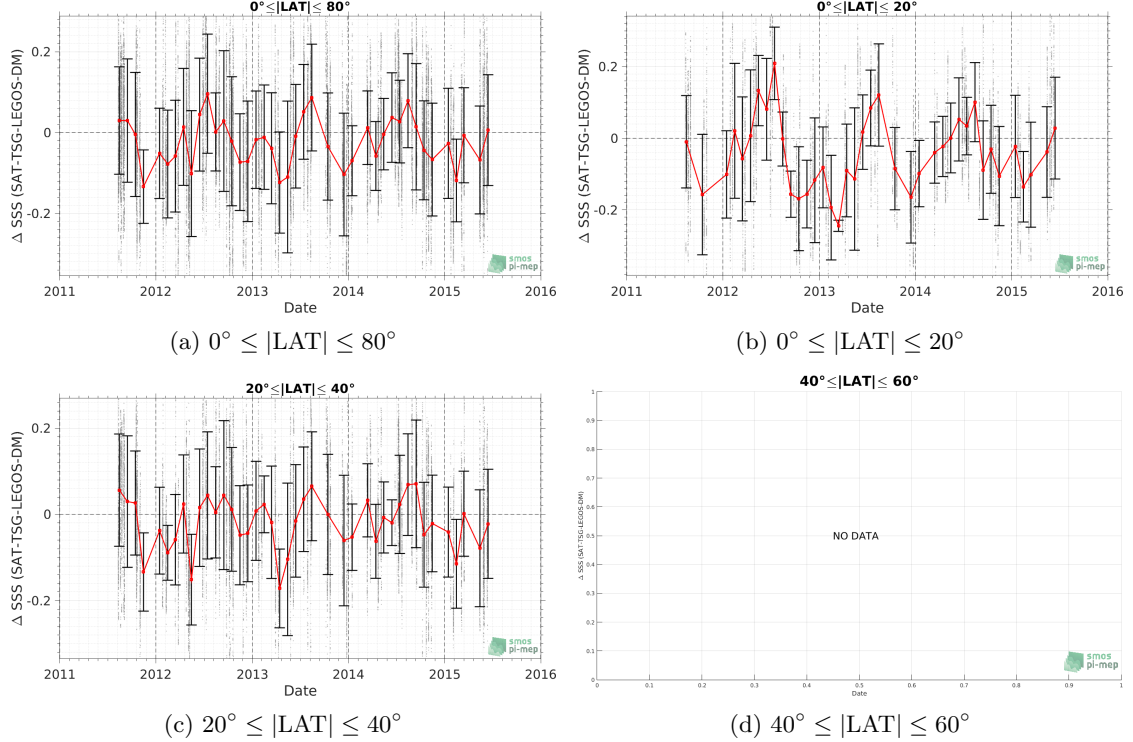 0°≤|LAT|≤ 80°
Δ SSS (SAT-TSG-LEGOS-DM)
0.2
0
-0.2
2011 2012 2013 2014 2015 2016
Date
smos
pi-mep
(a) 0° ≤ |LAT| ≤ 80°
0°≤|LAT|≤ 20°
Δ SSS (SAT-TSG-LEGOS-DM)
0.2
0
-0.2
2011 2012 2013 2014 2015 2016
Date
smos
pi-mep
(b) 0° ≤ |LAT| ≤ 20°
20°≤|LAT|≤ 40°
Δ SSS (SAT-TSG-LEGOS-DM)
0.2
0
-0.2
2011 2012 2013 2014 2015 2016
Date
smos
pi-mep
(c) 20° ≤ |LAT| ≤ 40°
40°≤|LAT|≤ 60°
Δ SSS (SAT-TSG-LEGOS-DM)
1
0.9
0.8
0.7
0.6
0.5
0.4
0.3
0.2
0.1
0
NO DATA
0 0.1 0.2 0.3 0.4 0.5 0.6 0.7 0.8 0.9 1
Date
smos
pi-mep
(d) 40° ≤ |LAT| ≤ 60°